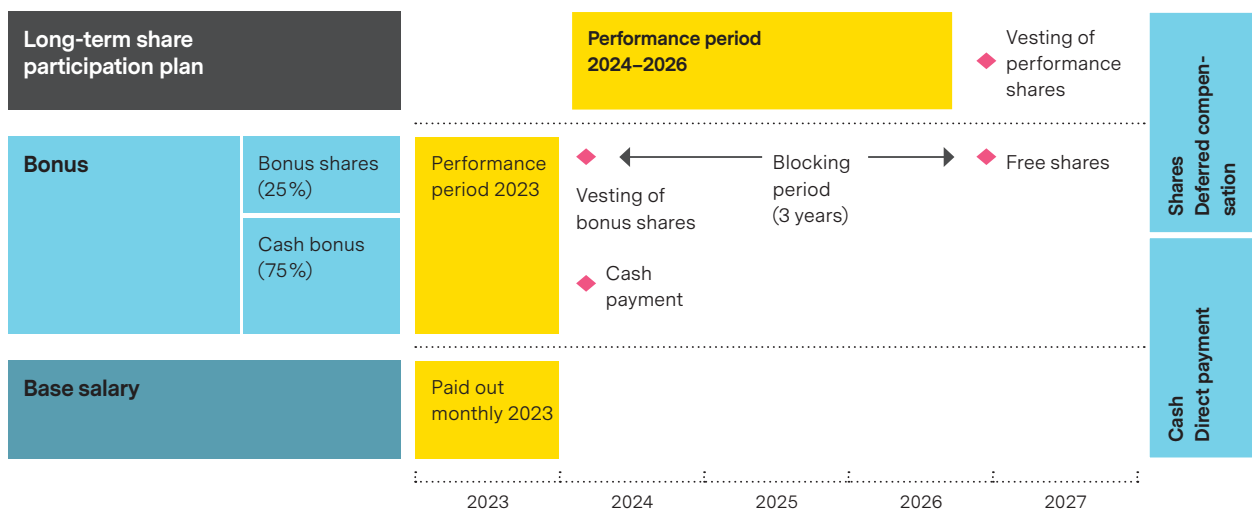 Long-term share
participation plan
Performance period
2024–2026
Vesting of
performance
shares
Bonus
Bonus shares
(25%)
Cash bonus
(75%)
Performance
period 2023
Vesting of
bonus shares
Blocking
period
(3 years)
Free shares
Cash
payment
Base salary
Paid out
monthly 2023
Shares
Deferred compen-
sation
Cash
Direct payment
2023
2024
2025
2026
2027